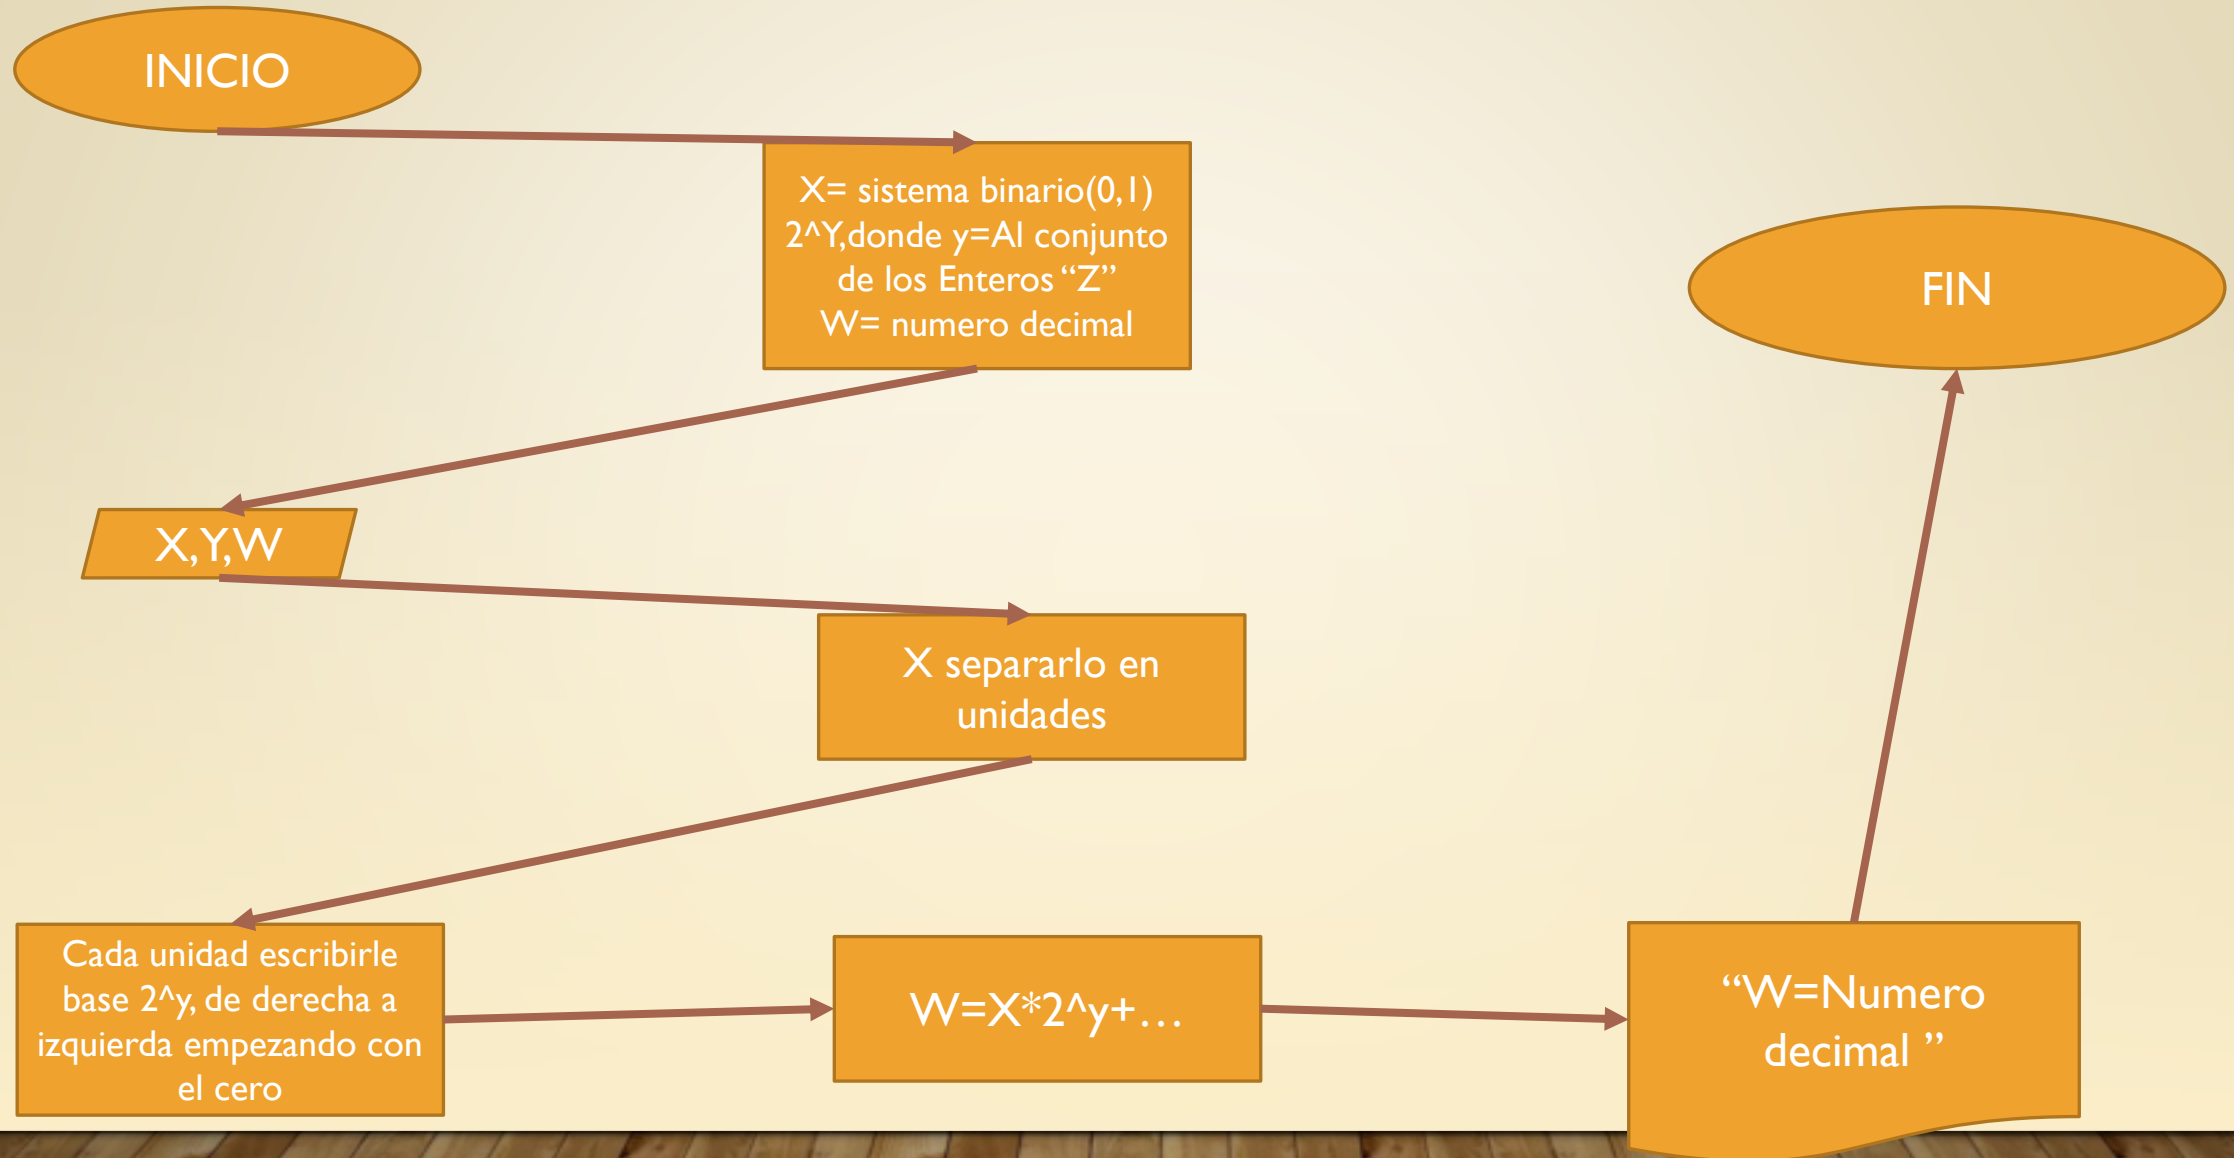 INICIO
X= sistema binario(0,1)
2^Y,donde y=Al conjunto
de los Enteros “Z”
W= numero decimal
X,Y,W
X separarlo en
unidades
Cada unidad escribirle
base 2^y, de derecha a
izquierda empezando con
el cero
W=X*2^y+…
“W=Numero
decimal ”
FIN